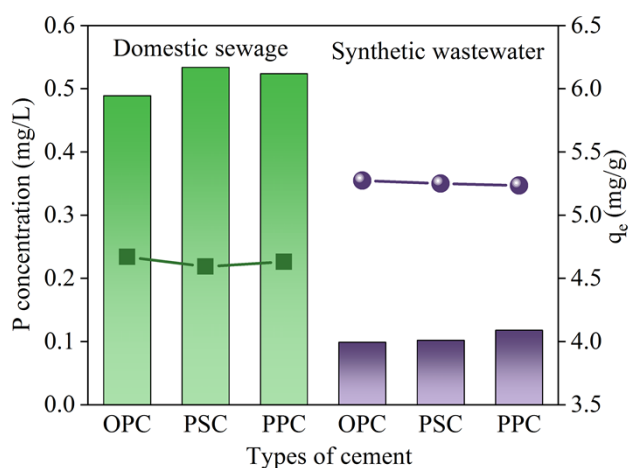 Domestic sewage
Synthetic wastewater
P concentration (mg/L)
0.6
0.5
0.4
0.3
0.2
0.1
0.0
6.5
6.0
5.5
5.0
4.5
4.0
3.5
qe (mg/g)
OPC PSC PPC OPC PSC PPC
Types of cement